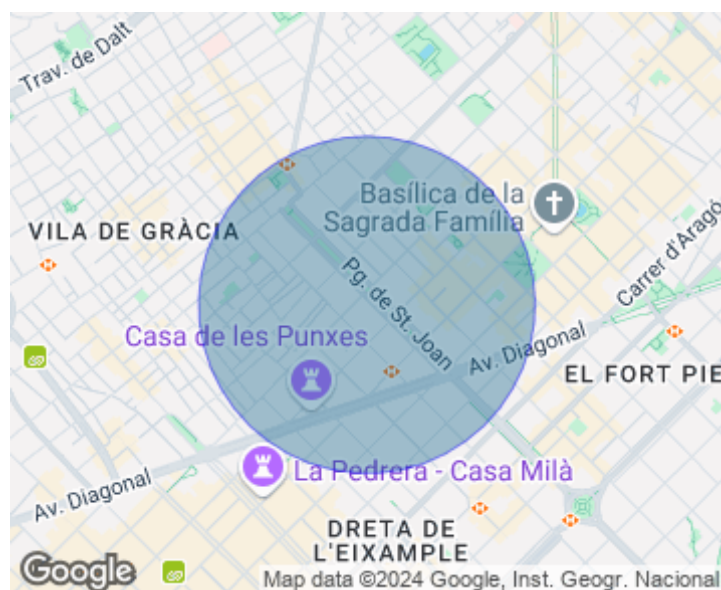 Trav. de Dalt
Basílica de la
Sagrada Família
VILA DE GRÀCIA
Carrer d'Aragó
Pg. de St. Joan
Casa de les Punxes
Av. Diagonal
EL FORT PIE
La Pedrera - Casa Milà
Av. Diagonal
DRETA DE
L'EIXAMPLE
Google
Map data ©2024 Google, Inst. Geogr. Nacional